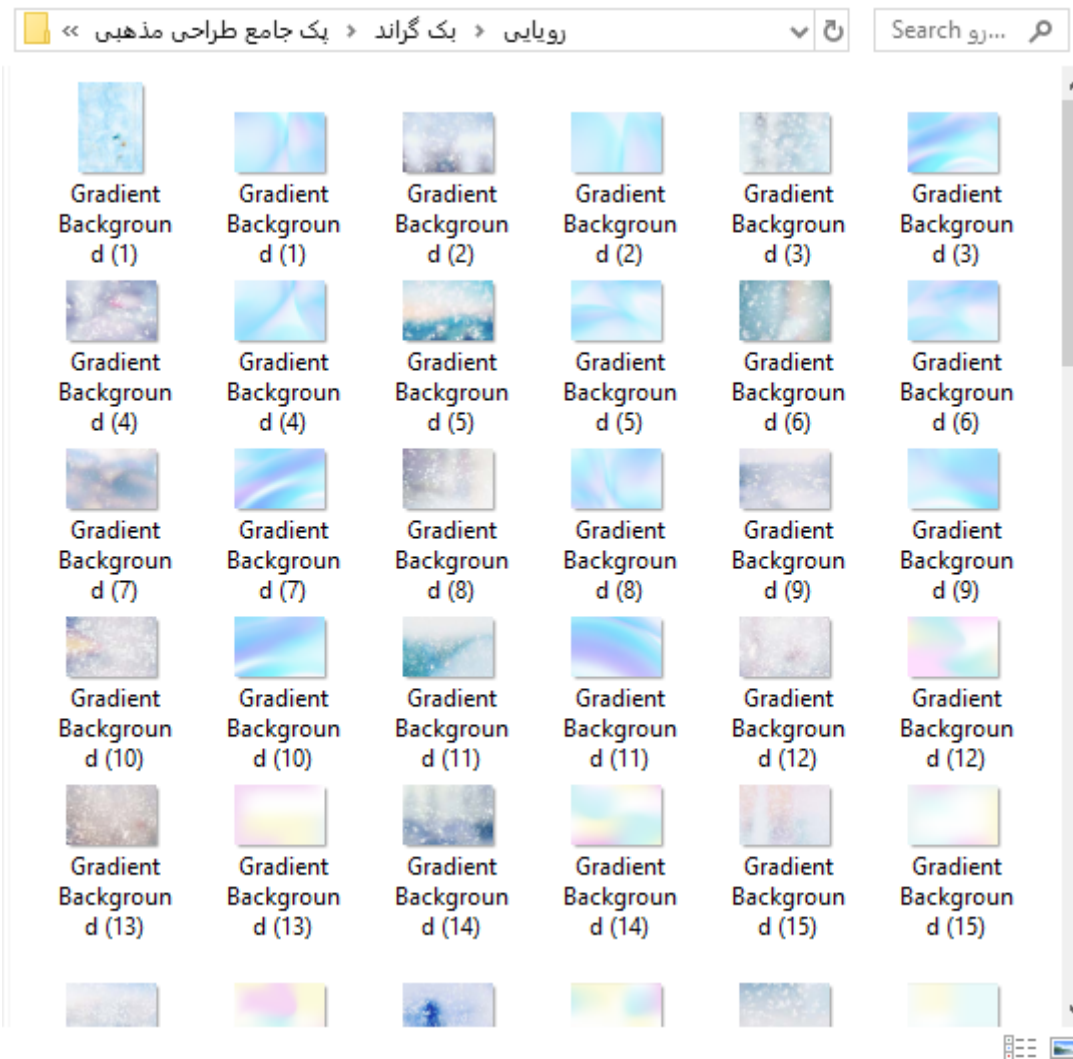 « پک جامع طراحی مذهبی › بک گراند › رویایی
Search رو...
Gradient Background (1)
Gradient Background (1)
Gradient Background (2)
Gradient Background (2)
Gradient Background (3)
Gradient Background (3)
Gradient Background (4)
Gradient Background (4)
Gradient Background (5)
Gradient Background (5)
Gradient Background (6)
Gradient Background (6)
Gradient Background (7)
Gradient Background (7)
Gradient Background (8)
Gradient Background (8)
Gradient Background (9)
Gradient Background (9)
Gradient Background (10)
Gradient Background (10)
Gradient Background (11)
Gradient Background (11)
Gradient Background (12)
Gradient Background (12)
Gradient Background (13)
Gradient Background (13)
Gradient Background (14)
Gradient Background (14)
Gradient Background (15)
Gradient Background (15)